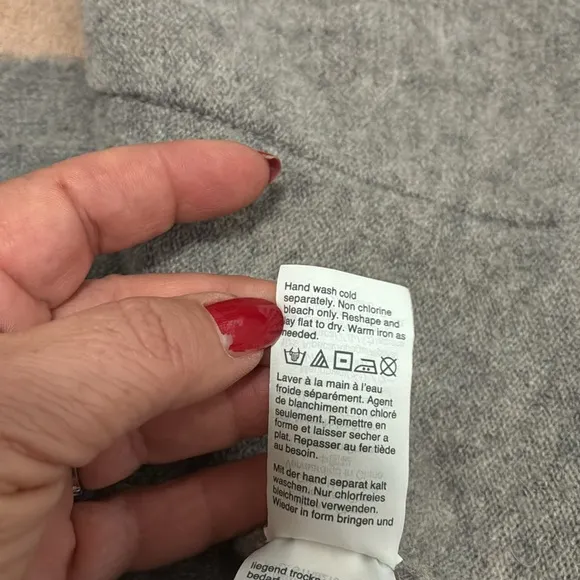 Hand wash cold
separately. Non chlorine
bleach only. Reshape and
lay flat to dry. Warm iron as
needed.
Laver à la main à l'eau
froide séparément. Agent
de blanchiment non chloré
seulement. Remettre en
forme et laisser secher a
plat. Repasser au fer tiède
au besoin.
Mit der hand separat kalt
waschen. Nur chlorfreies
bleichmittel verwenden.
Wieder in form bringen und
liegend trockn
bedarf